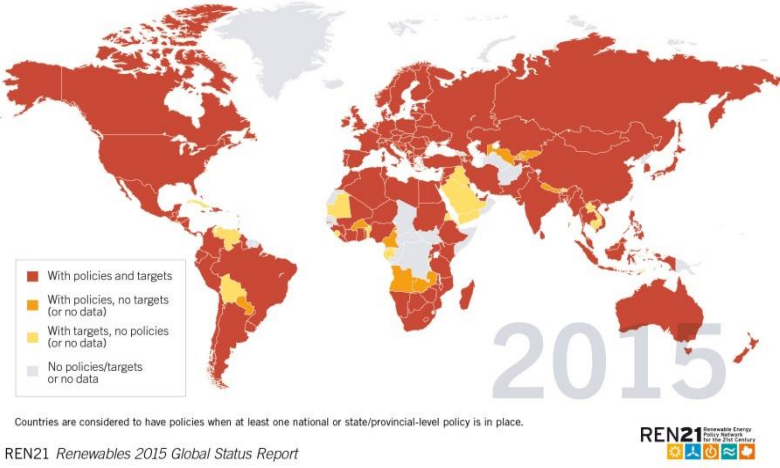 With policies and targets
With policies, no targets
(or no data)
With targets, no policies
(or no data)
No policies/targets
or no data
2015
Countries are considered to have policies when at least one national or state/provincial-level policy is in place.
REN21 Renewable Energy
Policy Network
for the 21st Century
REN21 Renewables 2015 Global Status Report